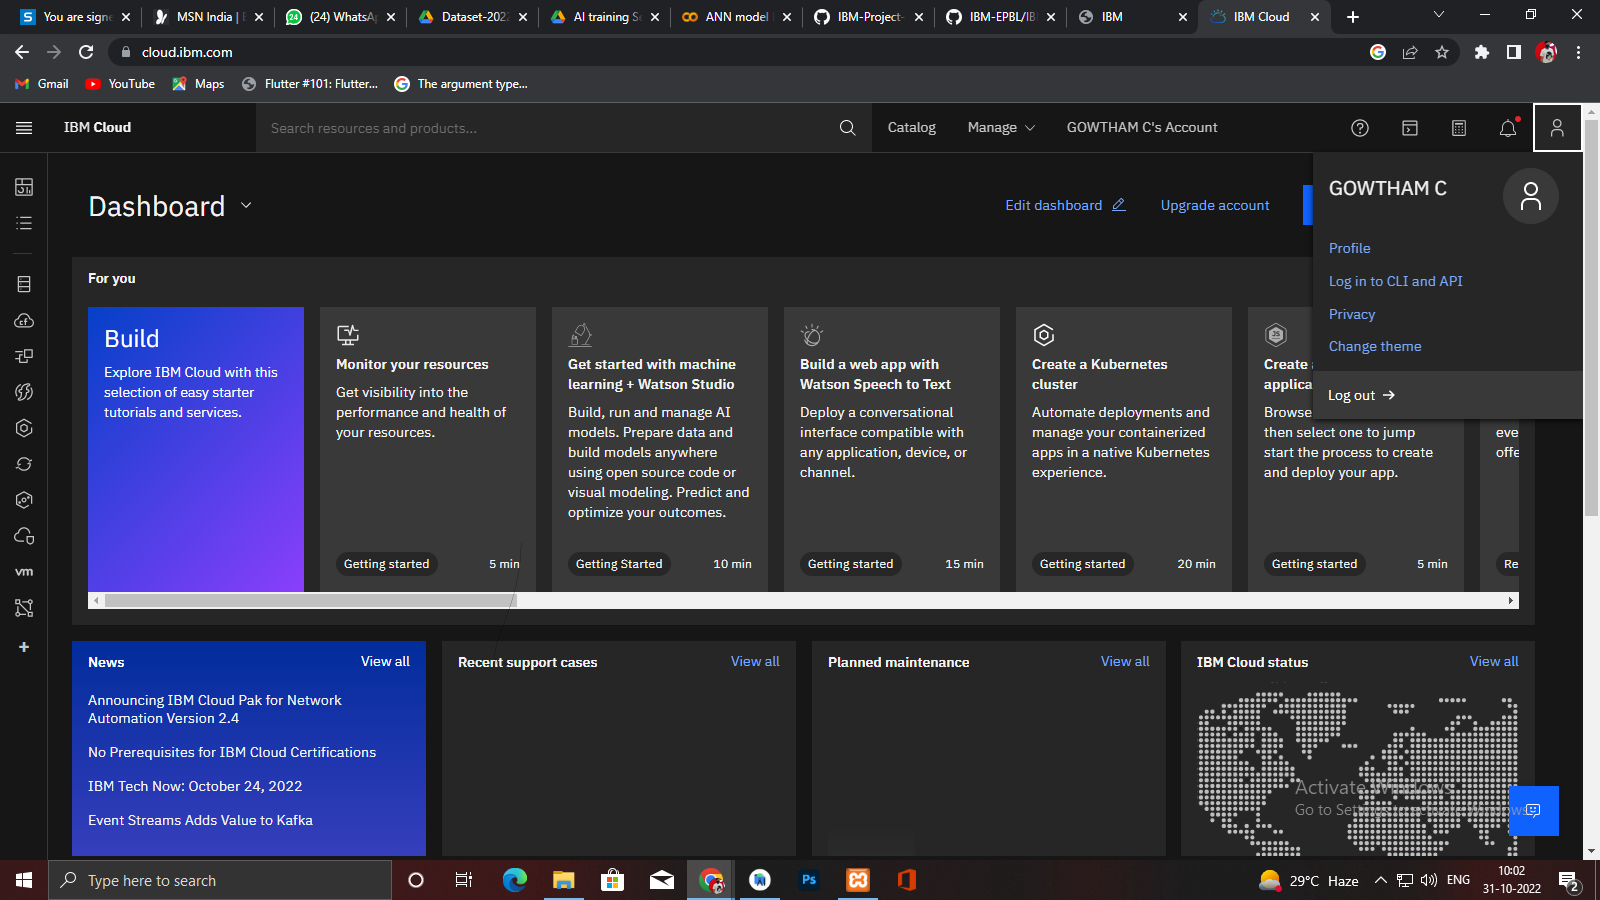 You are signe
MSN India | E
(24) WhatsAp
Dataset-202
AI training Se
ANN model
IBM-Project-
IBM-EPBL/IB
IBM
IBM Cloud
cloud.ibm.com
Gmail
YouTube
Maps
Flutter #101: Flutter...
The argument type...
IBM Cloud
Search resources and products...
Catalog
Manage
GOWTHAM C's Account
GOWTHAM C
Profile
Log in to CLI and API
Privacy
Change theme
Log out
Dashboard
Edit dashboard
Upgrade account
For you
Build
Explore IBM Cloud with this
selection of easy starter
tutorials and services.
Monitor your resources
Get visibility into the
performance and health of
your resources.
Getting started
5 min
Get started with machine
learning + Watson Studio
Build, run and manage AI
models. Prepare data and
build models anywhere
using open source code or
visual modeling. Predict and
optimize your outcomes.
Getting Started
10 min
Build a web app with
Watson Speech to Text
Deploy a conversational
interface compatible with
any application, device, or
channel.
Getting started
15 min
Create a Kubernetes
cluster
Automate deployments and
manage your containerized
apps in a native Kubernetes
experience.
Getting started
20 min
Create
applica
Browse
then select one to jump
start the process to create
and deploy your app.
Getting started
5 min
eve
offe
Re
vm
News
View all
Announcing IBM Cloud Pak for Network
Automation Version 2.4
No Prerequisites for IBM Cloud Certifications
IBM Tech Now: October 24, 2022
Event Streams Adds Value to Kafka
Recent support cases
View all
Planned maintenance
View all
IBM Cloud status
View all
Activate Windows
Go to Settings to activate Windows.
Type here to search
Ps
29°C Haze
ENG
10:02
31-10-2022
2